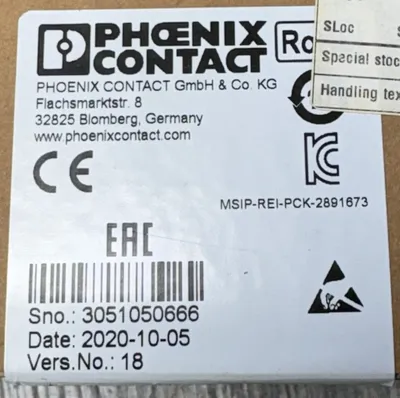 PHOENIX
CONTACT
PHOENIX CONTACT GmbH & Co. KG
Flachsmarktstr. 8
32825 Blomberg, Germany
www.phoenixcontact.com
Ro
SLoc S
Special stoc
Handling tex
CE
MSIP-REI-PCK-2891673
EAC
Sno.: 3051050666
Date: 2020-10-05
Vers.No.: 18